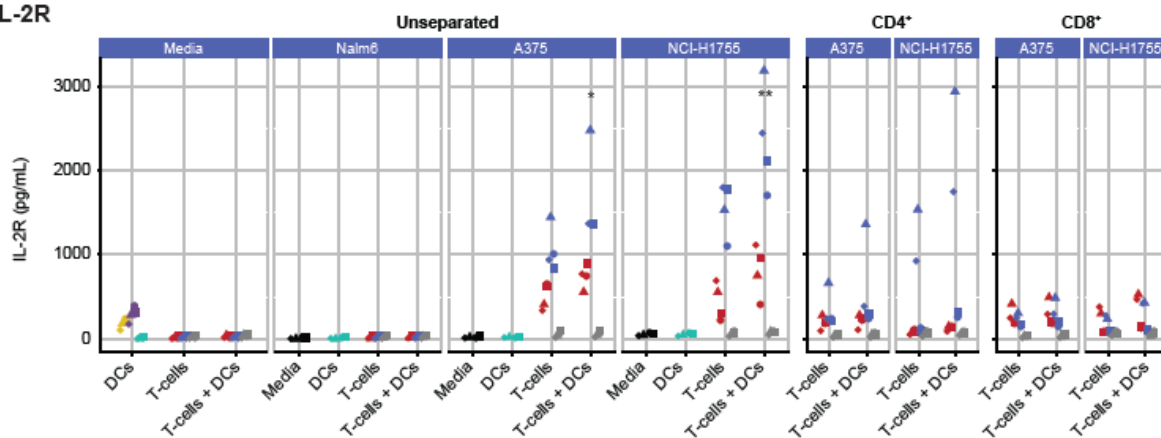 IL-2R
Unseparated CD4+ CD8+
Media Nalm6 A375 NCI-H1755 A375 NCI-H1755 A375 NCI-H1755
3000
*
**
2000
IL-2R (pg/mL)
1000
0
DCs T-cells T-cells + DCs Media DCs T-cells T-cells + DCs Media DCs T-cells T-cells + DCs Media DCs T-cells T-cells + DCs T-cells T-cells + DCs T-cells T-cells + DCs T-cells T-cells + DCs T-cells T-cells + DCs